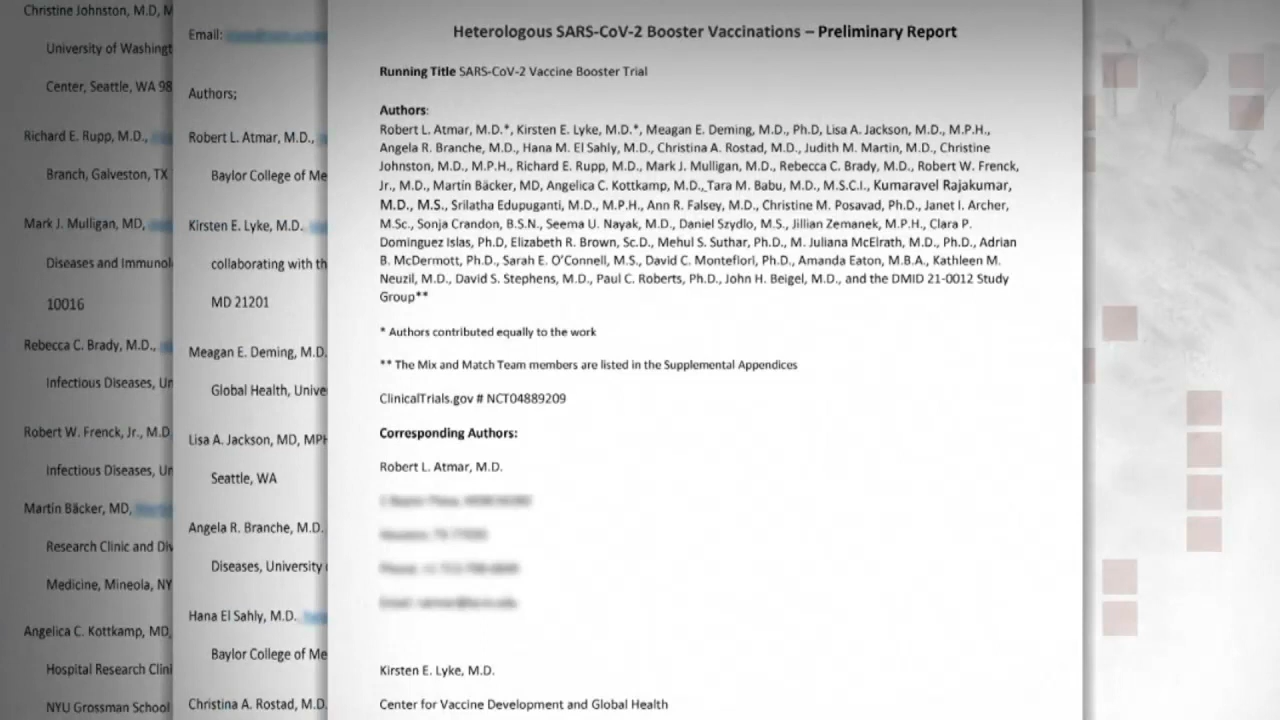 Christine Johnston, M.D, M
University of Washingt
Center, Seattle, WA 98
Richard E. Rupp, M.D.,
Branch, Galveston, TX
Mark J. Mulligan, MD,
Diseases and Immunol
10016
Rebecca C. Brady, M.D.,
Infectious Diseases, Un
Robert W. Frenck, Jr., M.D
Infectious Diseases, Un
Martin Bäcker, MD,
Research Clinic and Div
Medicine, Mineola, NY
Angelica C. Kottkamp, MD,
Hospital Research Clini
NYU Grossman School
Email:
Authors;
Robert L. Atmar, M.D.,
Baylor College of Me
Kirsten E. Lyke, M.D.
collaborating with th
MD 21201
Meagan E. Deming, M.D.
Global Health, Unive
Lisa A. Jackson, MD, MPH
Seattle, WA
Angela R. Branche, M.D.
Diseases, University
Hana El Sahly, M.D.
Baylor College of Me
Christina A. Rostad, M.D.
Heterologous SARS-CoV-2 Booster Vaccinations – Preliminary Report
Running Title SARS-CoV-2 Vaccine Booster Trial
Authors:
Robert L. Atmar, M.D.*, Kirsten E. Lyke, M.D.*, Meagan E. Deming, M.D., Ph.D, Lisa A. Jackson, M.D., M.P.H.,
Angela R. Branche, M.D., Hana M. El Sahly, M.D., Christina A. Rostad, M.D., Judith M. Martin, M.D., Christine
Johnston, M.D., M.P.H., Richard E. Rupp, M.D., Mark J. Mulligan, M.D., Rebecca C. Brady, M.D., Robert W. Frenck,
Jr., M.D., Martin Bäcker, MD, Angelica C. Kottkamp, M.D., Tara M. Babu, M.D., M.S.C.I., Kumaravel Rajakumar,
M.D., M.S., Srilatha Edupuganti, M.D., M.P.H., Ann R. Falsey, M.D., Christine M. Posavad, Ph.D., Janet I. Archer,
M.Sc., Sonja Crandon, B.S.N., Seema U. Nayak, M.D., Daniel Szydlo, M.S., Jillian Zemanek, M.P.H., Clara P.
Dominguez Islas, Ph.D, Elizabeth R. Brown, Sc.D., Mehul S. Suthar, Ph.D., M. Juliana McElrath, M.D., Ph.D., Adrian
B. McDermott, Ph.D., Sarah E. O'Connell, M.S., David C. Montefiori, Ph.D., Amanda Eaton, M.B.A., Kathleen M.
Neuzil, M.D., David S. Stephens, M.D., Paul C. Roberts, Ph.D., John H. Beigel, M.D., and the DMID 21-0012 Study
Group**
* Authors contributed equally to the work
** The Mix and Match Team members are listed in the Supplemental Appendices
ClinicalTrials.gov # NCT04889209
Corresponding Authors:
Robert L. Atmar, M.D.
Kirsten E. Lyke, M.D.
Center for Vaccine Development and Global Health